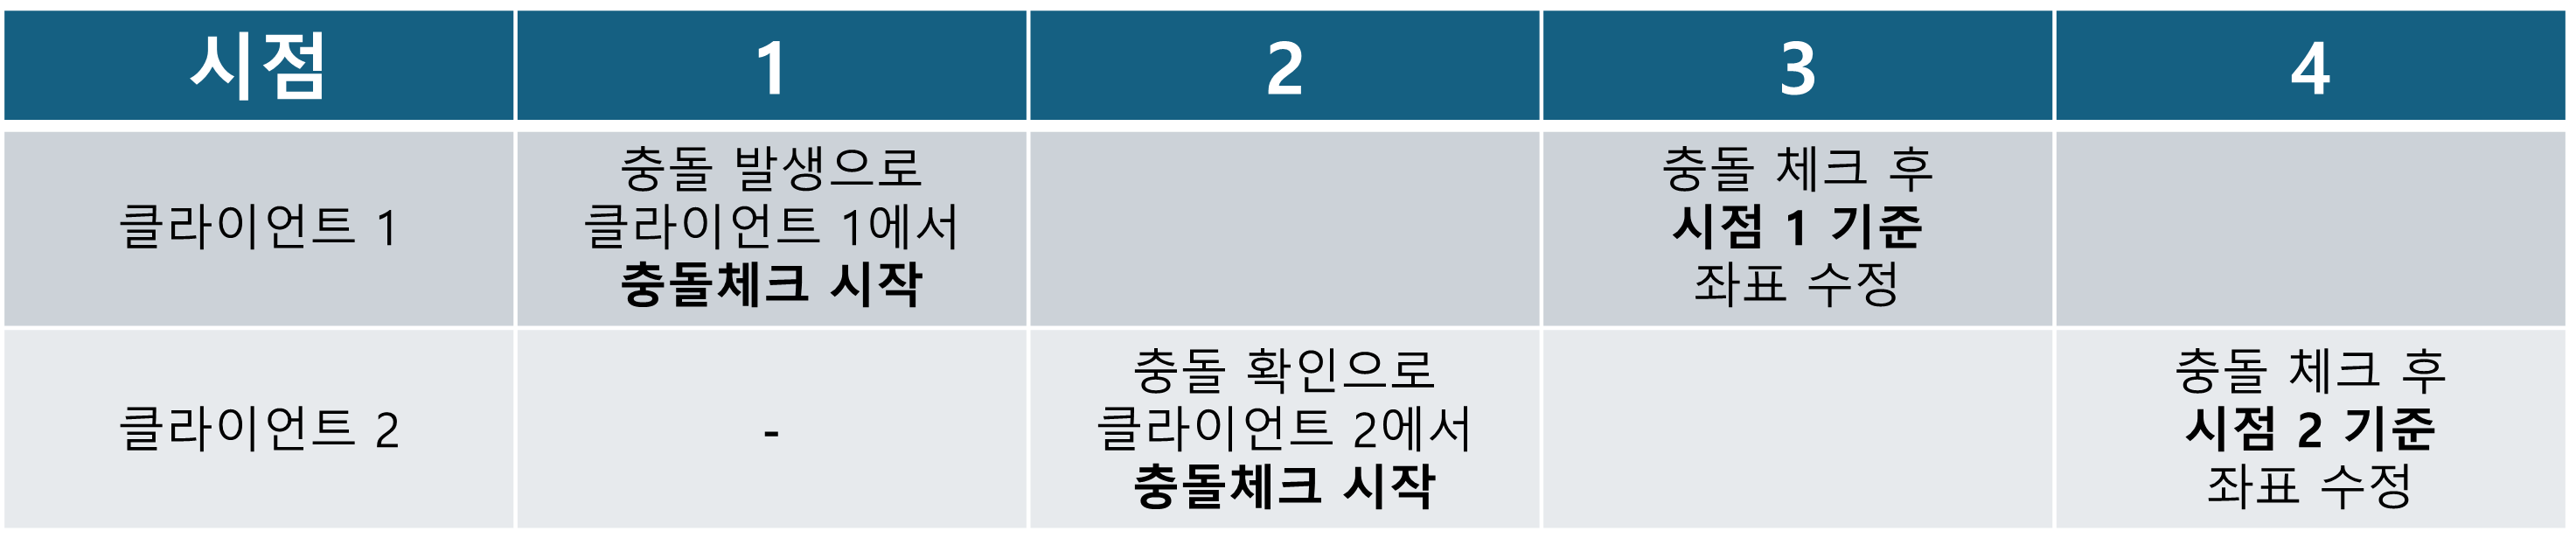 시점 1 2 3 4
클라이언트 1
충돌 발생으로
클라이언트 1에서
충돌체크 시작
충돌 체크 후
시점 1 기준
좌표 수정
클라이언트 2
-
충돌 확인으로
클라이언트 2에서
충돌체크 시작
충돌 체크 후
시점 2 기준
좌표 수정